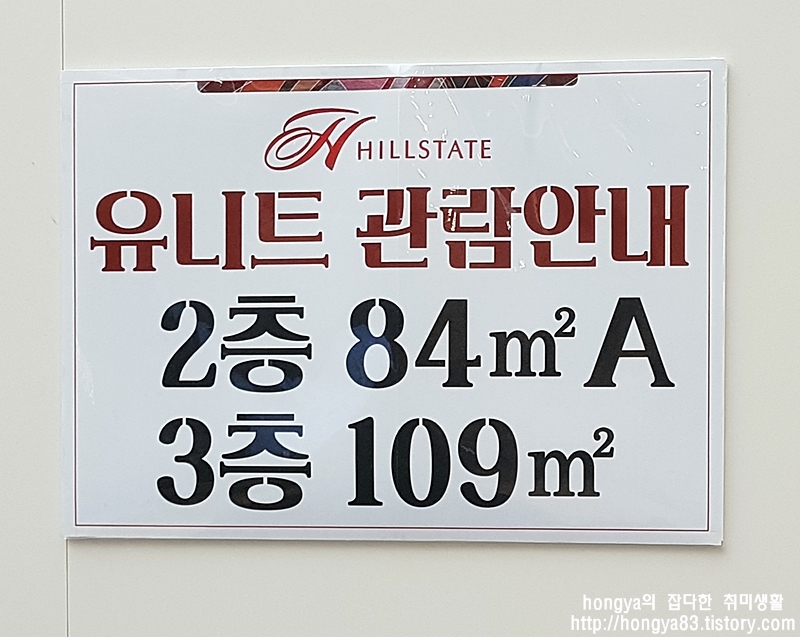 H HILLSTATE
유니트 관람안내
2층 84㎡ A
3층 109㎡
hongya의 잡다한 취미생활
http://hongya83.tistory.com